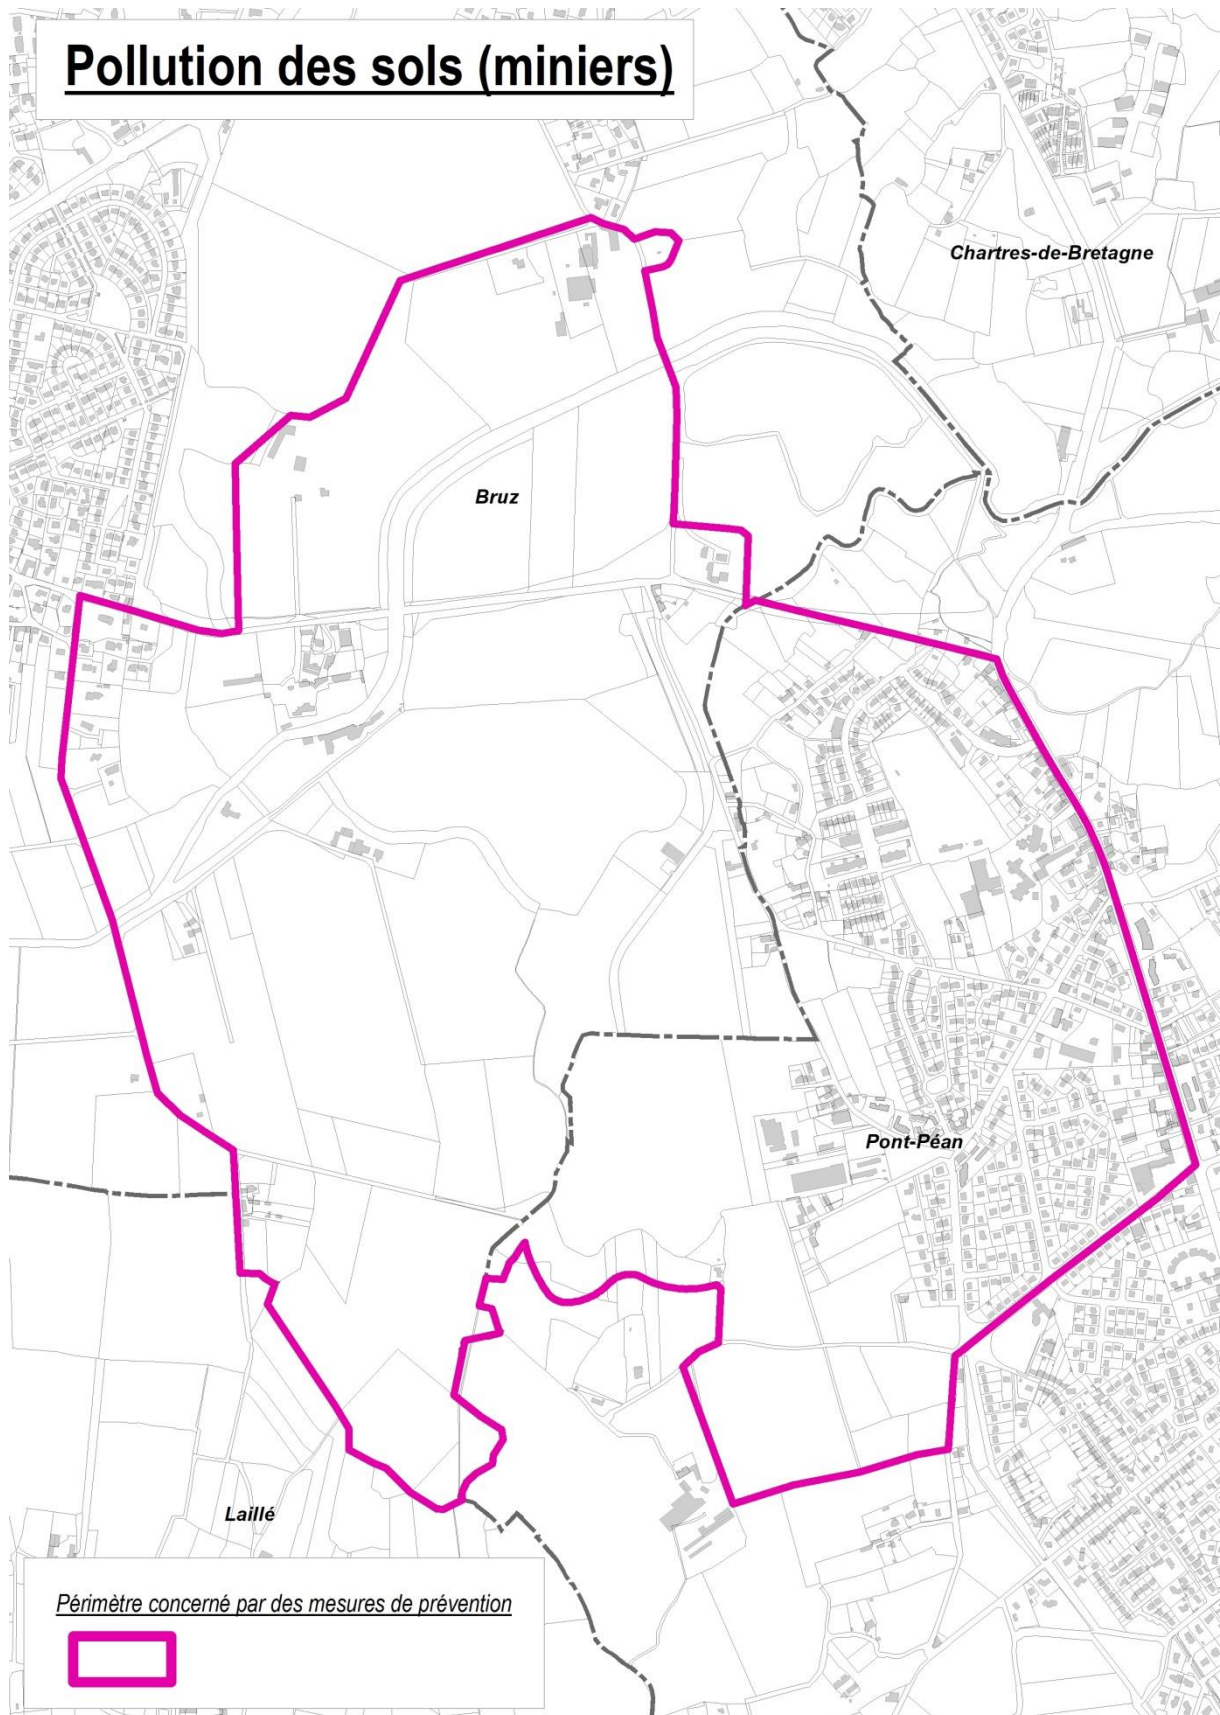 Pollution des sols (miniers)
Chartres-de-Bretagne
Bruz
Pont-Péan
Laillé
Périmètre concerné par des mesures de prévention